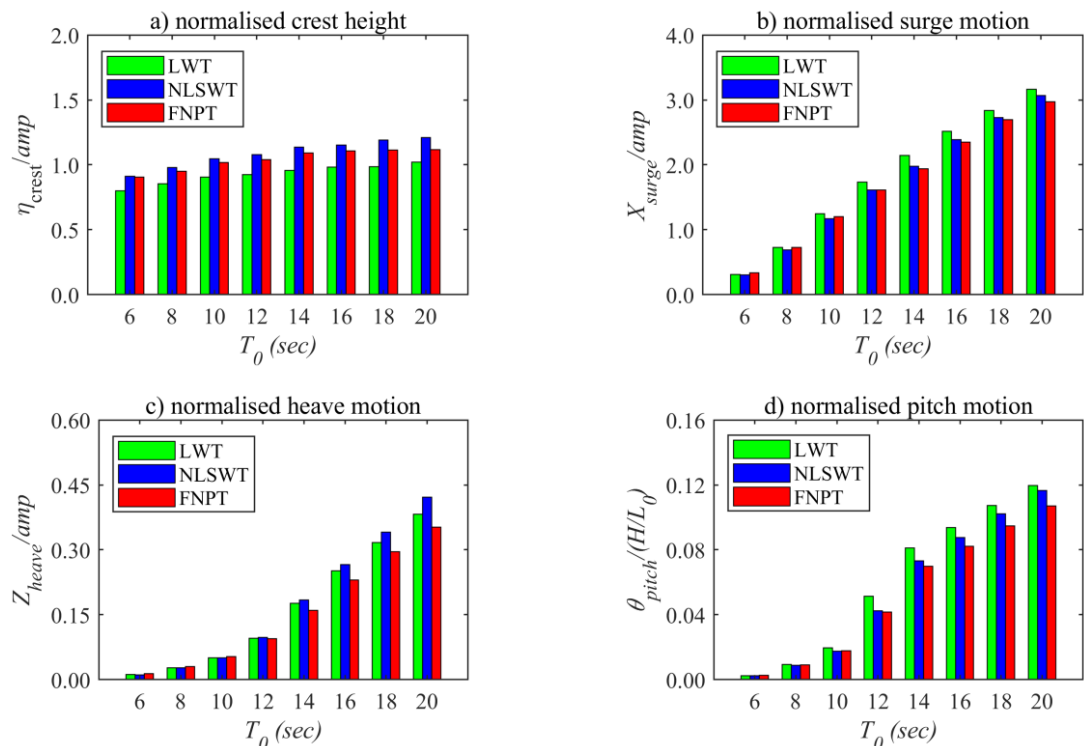 a) normalised crest height
2.0
1.5
1.0
0.5
0.0
η_crest/amp
LWT
NLSWT
FNPT
6 8 10 12 14 16 18 20
T_0 (sec)
b) normalised surge motion
4.0
3.0
2.0
1.0
0.0
X_surge/amp
LWT
NLSWT
FNPT
6 8 10 12 14 16 18 20
T_0 (sec)
c) normalised heave motion
0.60
0.45
0.30
0.15
0.00
Z_heave/amp
LWT
NLSWT
FNPT
6 8 10 12 14 16 18 20
T_0 (sec)
d) normalised pitch motion
0.16
0.12
0.08
0.04
0.00
θ_pitch/(H/L_0)
LWT
NLSWT
FNPT
6 8 10 12 14 16 18 20
T_0 (sec)